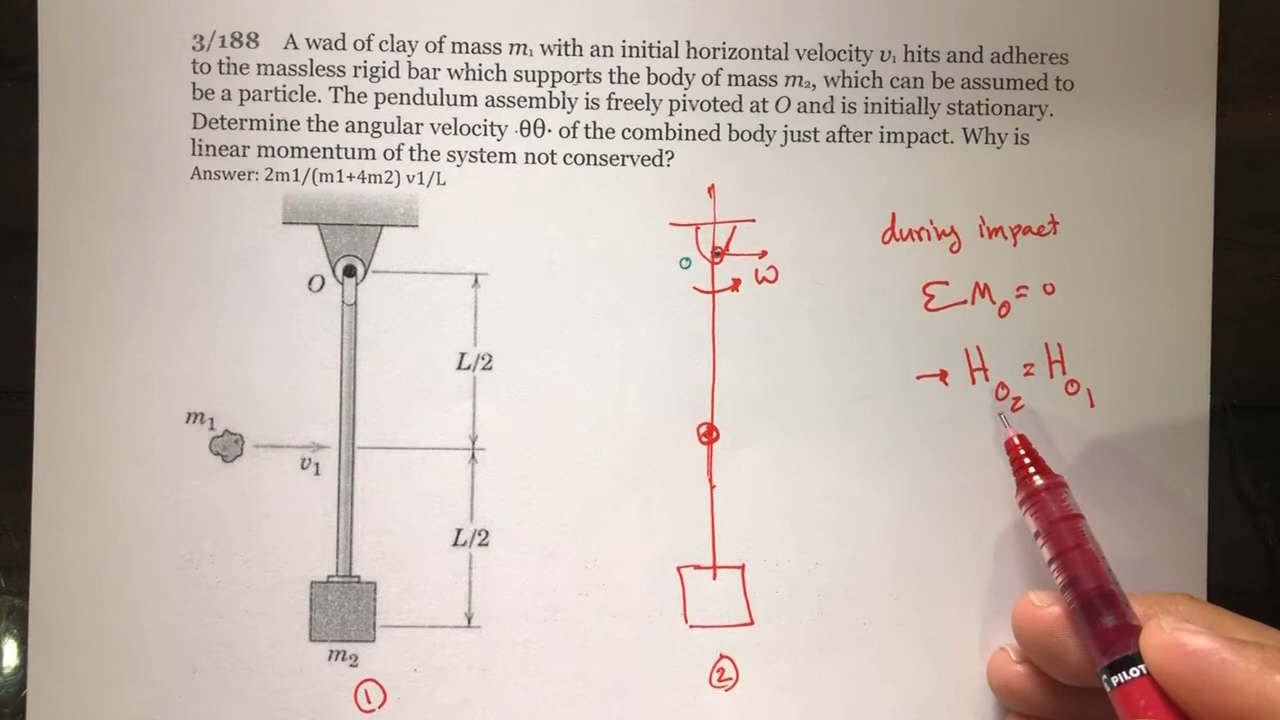 3/188 A wad of clay of mass m₁ with an initial horizontal velocity v₁ hits and adheres
to the massless rigid bar which supports the body of mass m₂, which can be assumed to
be a particle. The pendulum assembly is freely pivoted at O and is initially stationary.
Determine the angular velocity ·θθ· of the combined body just after impact. Why is
linear momentum of the system not conserved?
Answer: 2m1/(m1+4m2) v1/L
O
L/2
m₁
v₁
L/2
m₂
①
o
ω
②
during impact
ΣM₀=0
→ H₀₂=H₀₁
PILOT